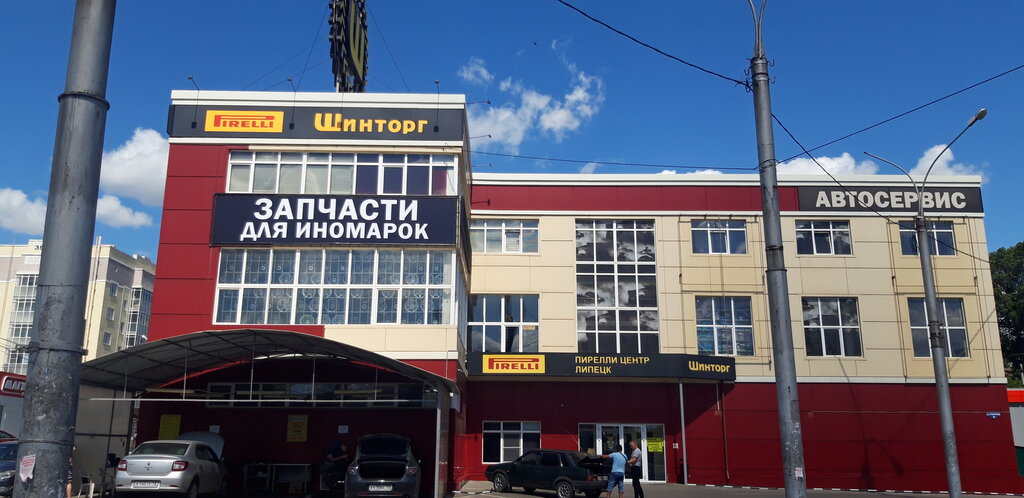 PIRELLI Шинторг
ЗАПЧАСТИ
ДЛЯ ИНОМАРОК
АВТОСЕРВИС
PIRELLI ПИРЕЛЛИ ЦЕНТР
ЛИПЕЦК
Шинторг